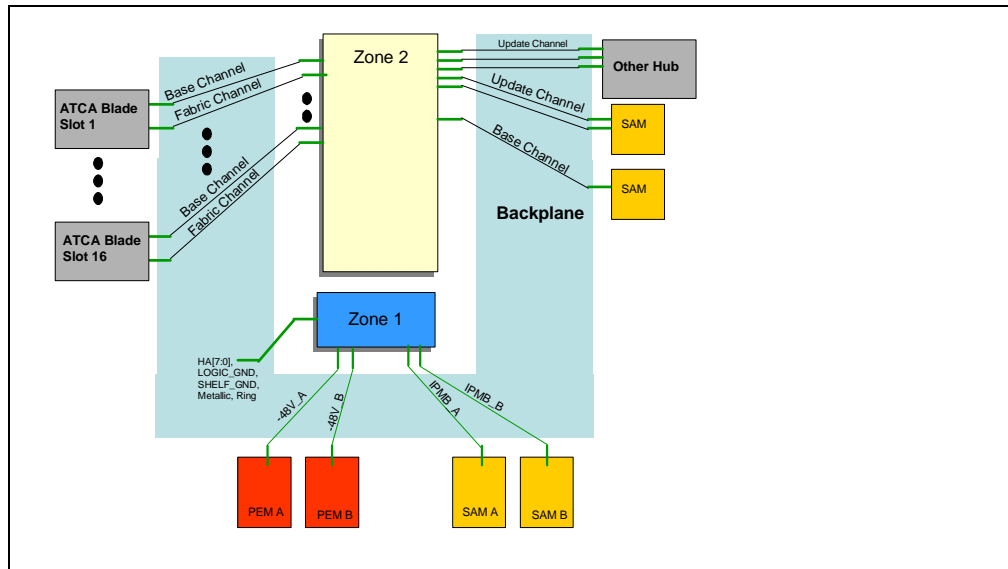 Zone 2
Update Channel
Other Hub
Base Channel
Fabric Channel
ATCA Blade
Slot 1
Update Channel
SAM
Base Channel
SAM
Base Channel
Fabric Channel
Backplane
ATCA Blade
Slot 16
Zone 1
HA[7:0],
LOGIC_GND,
SHELF_GND,
Metallic, Ring
-48V_A
-48V_B
IPMB_A
IPMB_B
PEM A
PEM B
SAM A
SAM B